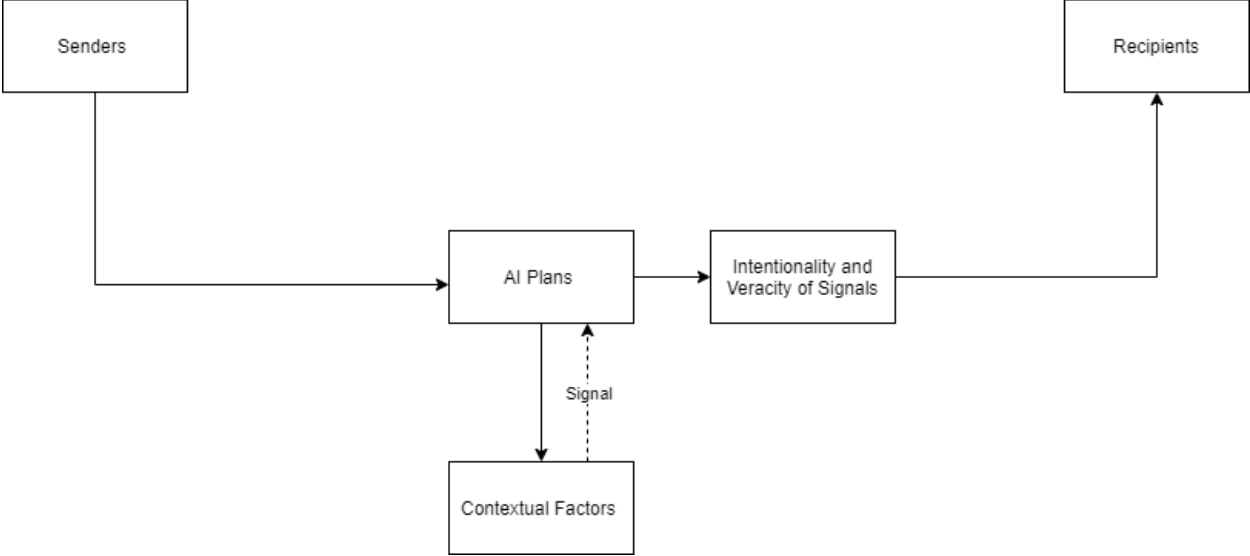 Senders
Recipients
AI Plans
Intentionality and
Veracity of Signals
Signal
Contextual Factors